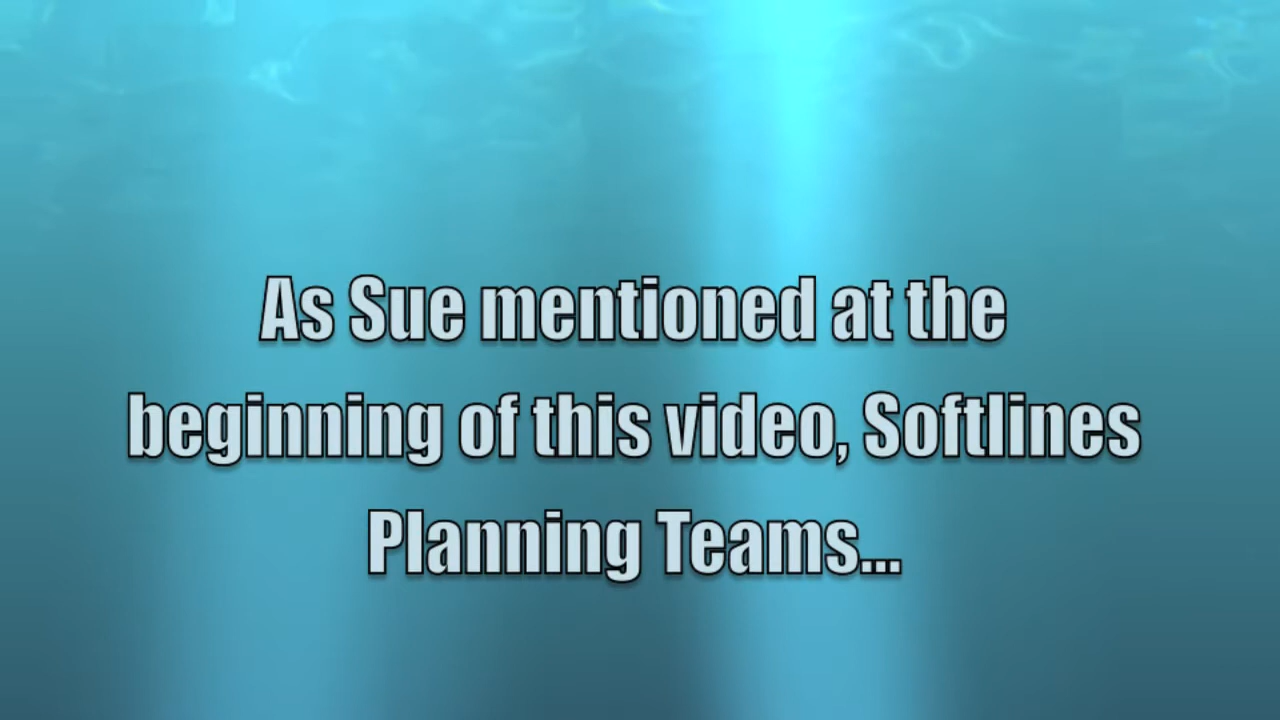 As Sue mentioned at the
beginning of this video, Softlines
Planning Teams...